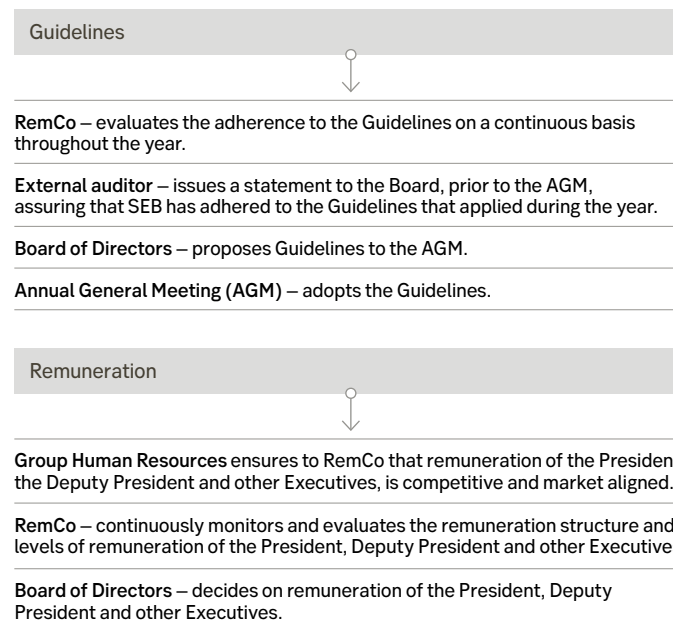 Guidelines
RemCo – evaluates the adherence to the Guidelines on a continuous basis
throughout the year.
External auditor – issues a statement to the Board, prior to the AGM,
assuring that SEB has adhered to the Guidelines that applied during the year.
Board of Directors – proposes Guidelines to the AGM.
Annual General Meeting (AGM) – adopts the Guidelines.
Remuneration
Group Human Resources ensures to RemCo that remuneration of the Presiden
the Deputy President and other Executives, is competitive and market aligned.
RemCo – continuously monitors and evaluates the remuneration structure and
levels of remuneration of the President, Deputy President and other Executive
Board of Directors – decides on remuneration of the President, Deputy
President and other Executives.